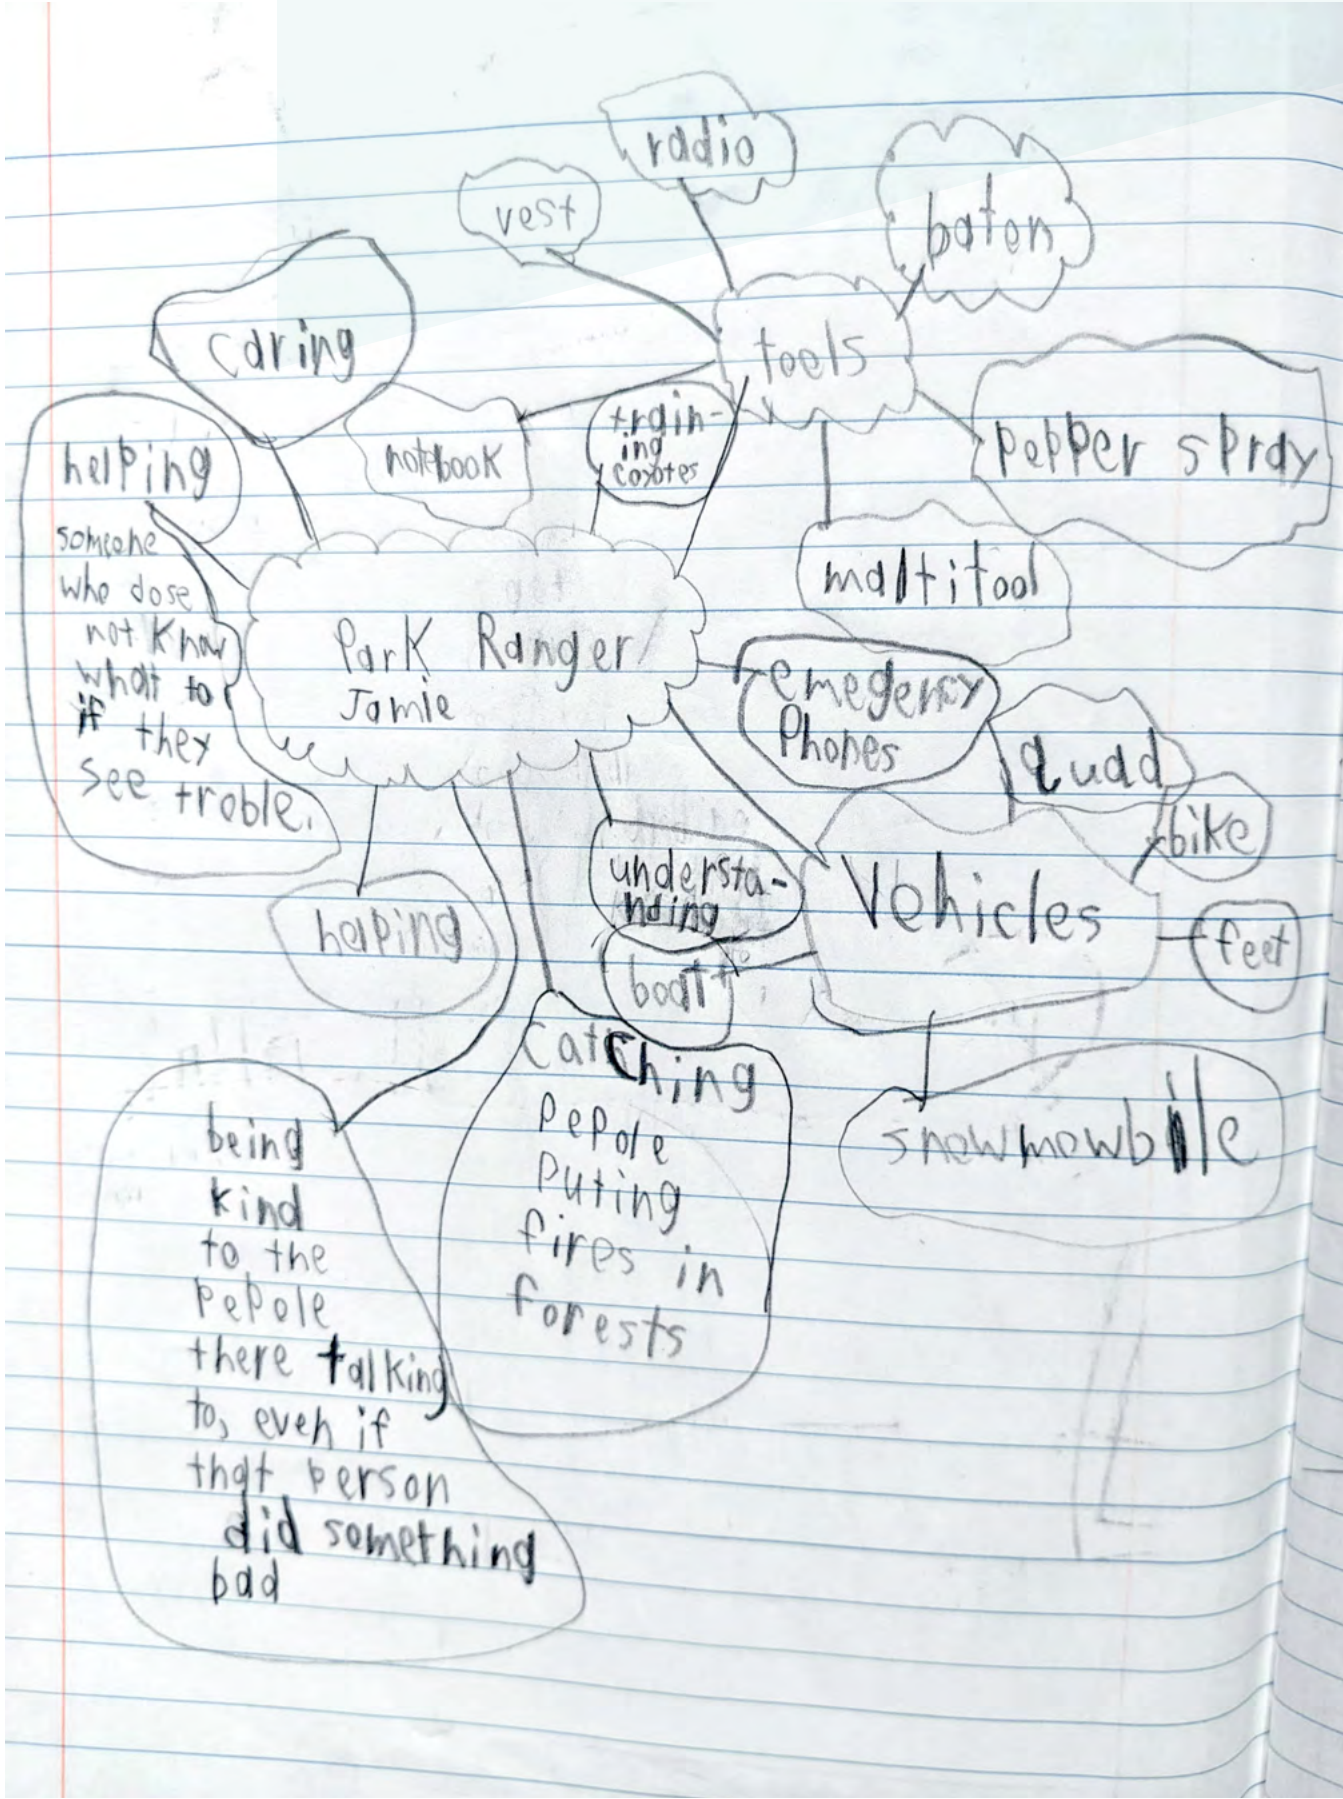 radio
vest
baten
caring
tools
train-
ing
coyotes
notebook
pepper spray
helping
someone
who dose
not know
what to
if they
see troble.
maltitool
Park Ranger
Jamie
emegency
Phones
quad
bike
understa-
nding
Vehicles
feet
helping
boat
catching
pepole
puting
fires in
forests
snowmowbile
being
kind
to the
pepole
there talking
to, even if
that person
did something
bad